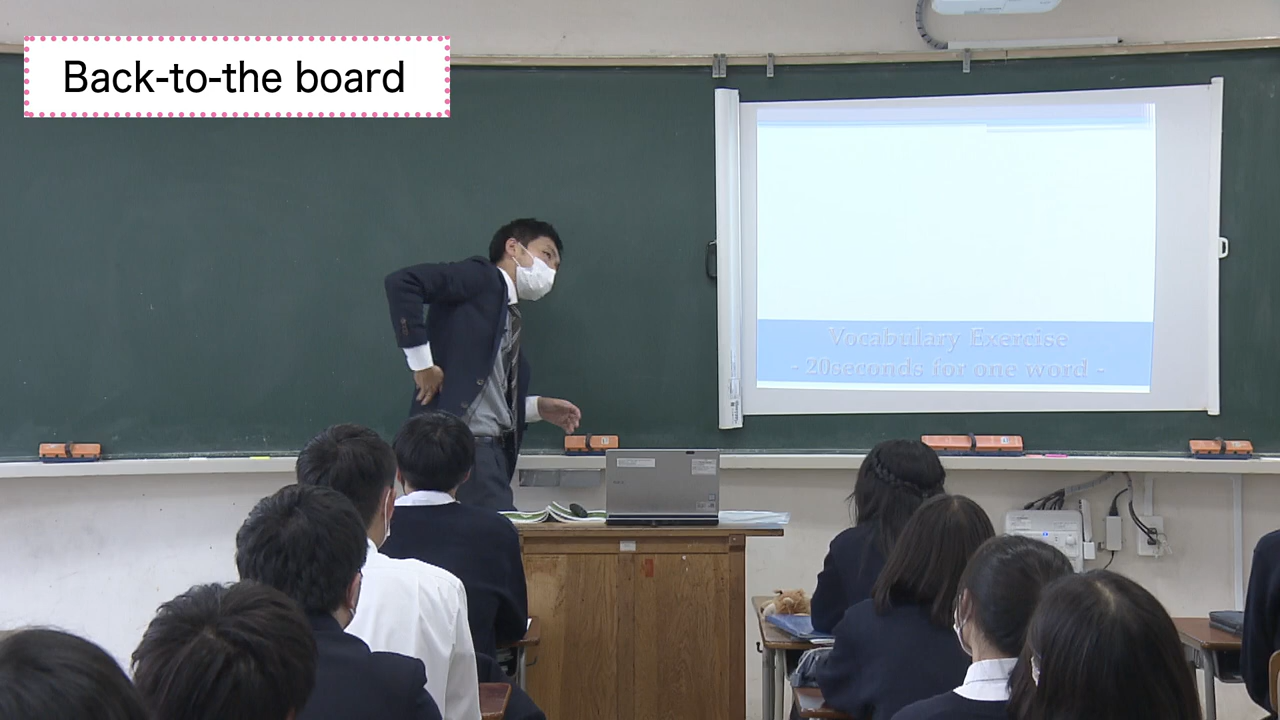 Back-to-the board
Vocabulary Exercise
- 20seconds for one word -